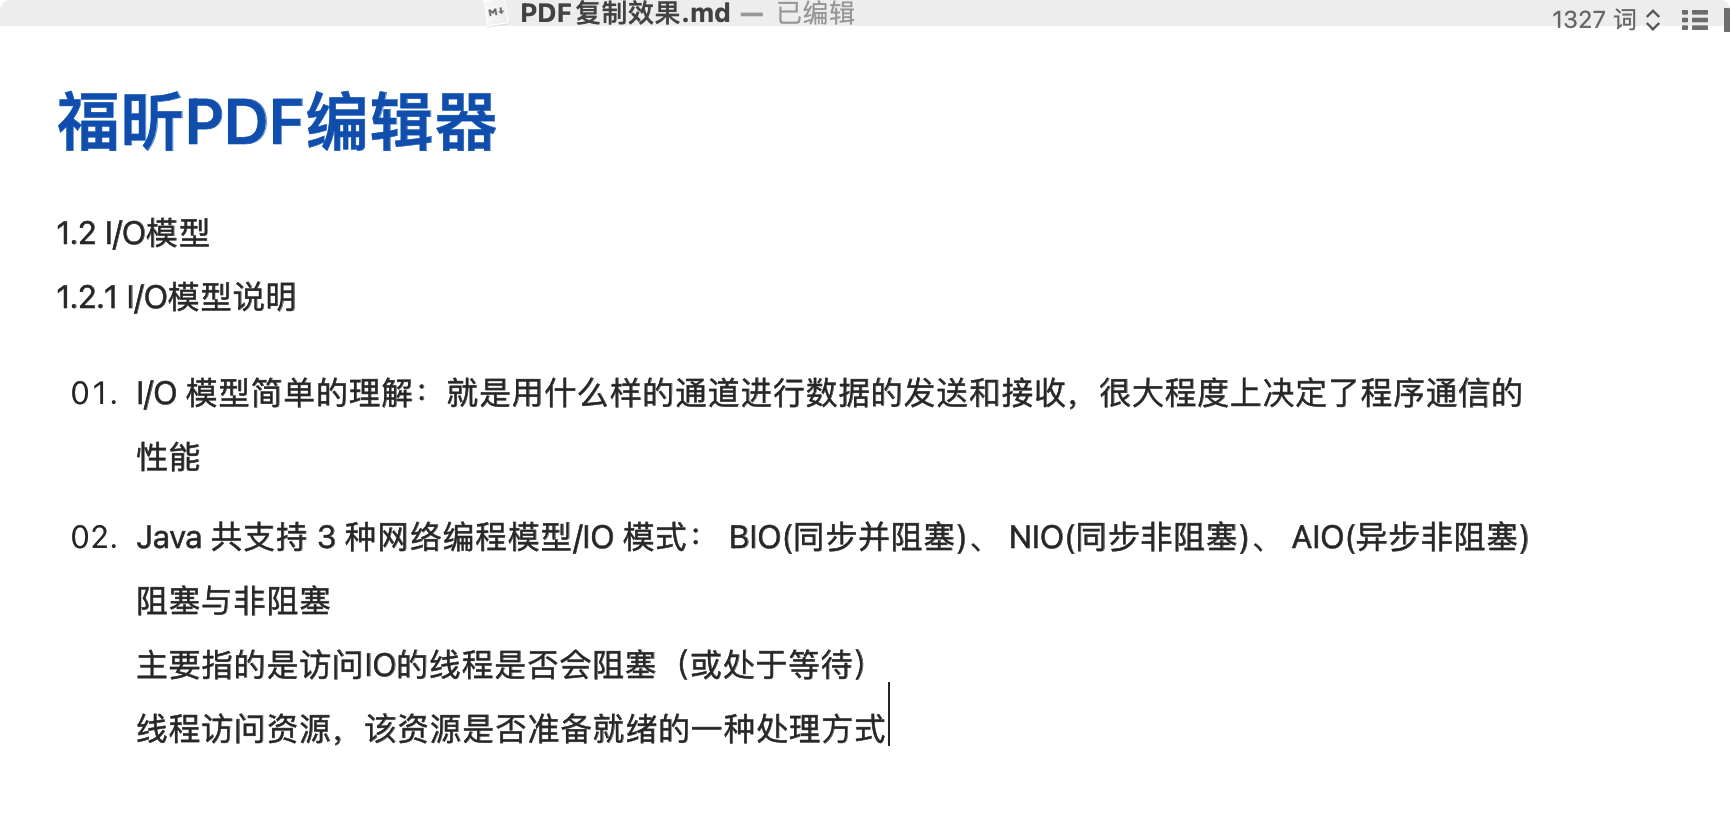 PDF复制效果.md — 已编辑
1327 词
福昕PDF编辑器
1.2 I/O模型
1.2.1 I/O模型说明
01. I/O 模型简单的理解：就是用什么样的通道进行数据的发送和接收，很大程度上决定了程序通信的
性能
02. Java 共支持 3 种网络编程模型/IO 模式： BIO(同步并阻塞)、 NIO(同步非阻塞)、 AIO(异步非阻塞)
阻塞与非阻塞
主要指的是访问IO的线程是否会阻塞（或处于等待）
线程访问资源，该资源是否准备就绪的一种处理方式